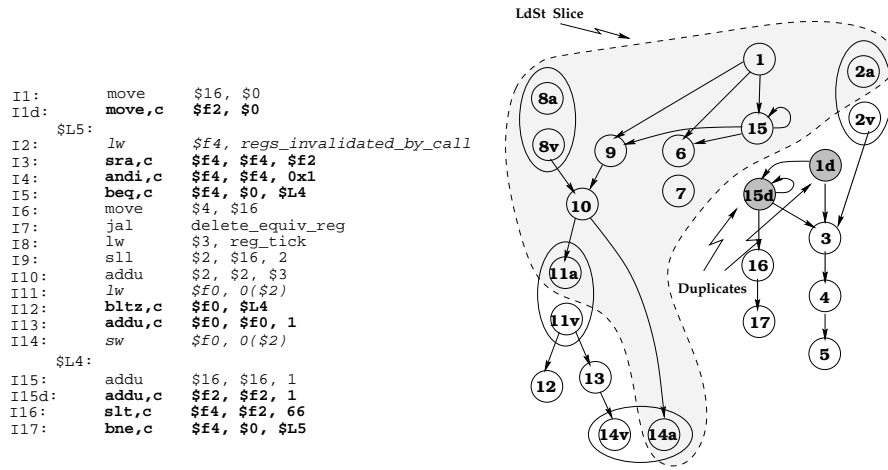 I1: move $16, $0
I1d: move,c $f2, $0
$L5:
I2: lw $f4, regs_invalidated_by_call
I3: sra,c $f4, $f4, $f2
I4: andi,c $f4, $f4, 0x1
I5: beq,c $f4, $0, $L4
I6: move $4, $16
I7: jal delete_equiv_reg
I8: lw $3, reg_tick
I9: sll $2, $16, 2
I10: addu $2, $2, $3
I11: lw $f0, 0($2)
I12: bltz,c $f0, $L4
I13: addu,c $f0, $f0, 1
I14: sw $f0, 0($2)
$L4:
I15: addu $16, $16, 1
I15d: addu,c $f2, $f2, 1
I16: slt,c $f4, $f2, 66
I17: bne,c $f4, $0, $L5
LdSt Slice
1
2a
8a
2v
15
8v
9
6
1d
7
15d
10
3
16
11a
Duplicates
4
11v
17
5
12
13
14v
14a